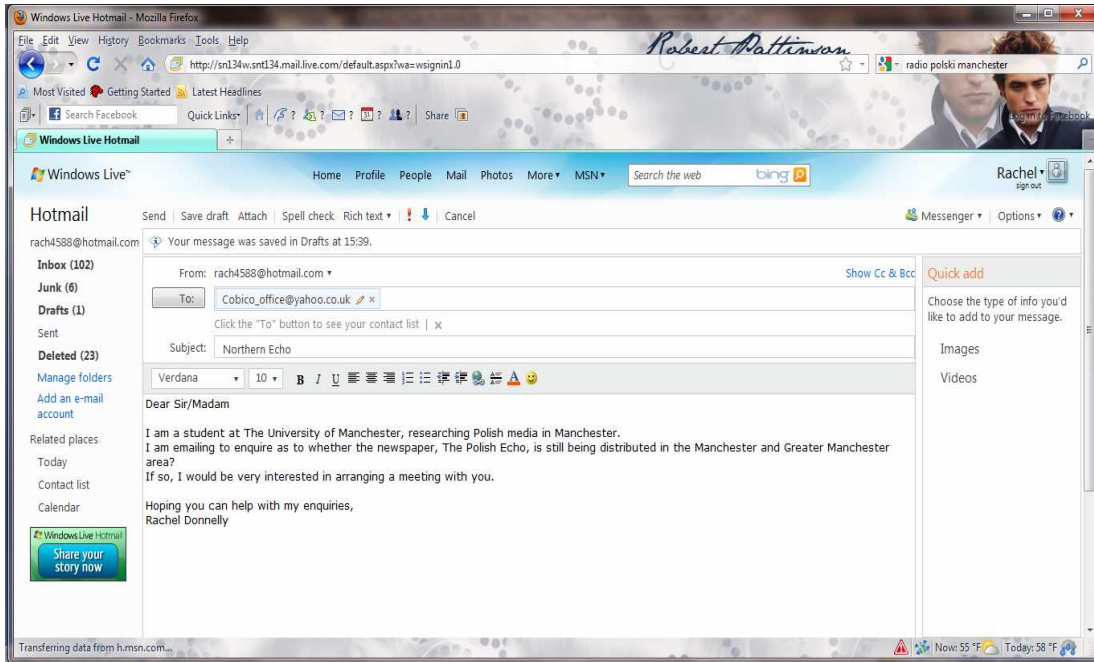 Windows Live Hotmail - Mozilla Firefox
File Edit View History Bookmarks Tools Help
Robert Pattinson
http://sn134w.snt134.mail.live.com/default.aspx?wa=wsignin1.0
radio polski manchester
Most Visited Getting Started Latest Headlines
Search Facebook Quick Links Share Log in to Facebook
Windows Live Hotmail
Windows Live™ Home Profile People Mail Photos More MSN Search the web bing Rachel
sign out
Hotmail Send Save draft Attach Spell check Rich text Cancel Messenger Options
rach4588@hotmail.com Your message was saved in Drafts at 15:39.
Inbox (102)
Junk (6)
Drafts (1)
Sent
Deleted (23)
Manage folders
Add an e-mail
account
Related places
Today
Contact list
Calendar
Windows Live Hotmail
Share your
story now
From: rach4588@hotmail.com Show Cc & Bcc
To: Cobico_office@yahoo.co.uk
Click the "To" button to see your contact list | x
Subject: Northern Echo
Verdana 10 B I U A
Dear Sir/Madam
I am a student at The University of Manchester, researching Polish media in Manchester.
I am emailing to enquire as to whether the newspaper, The Polish Echo, is still being distributed in the Manchester and Greater Manchester
area?
If so, I would be very interested in arranging a meeting with you.
Hoping you can help with my enquiries,
Rachel Donnelly
Quick add
Choose the type of info you'd
like to add to your message.
Images
Videos
Transferring data from h.msn.com... Now: 55 °F Today: 58 °F